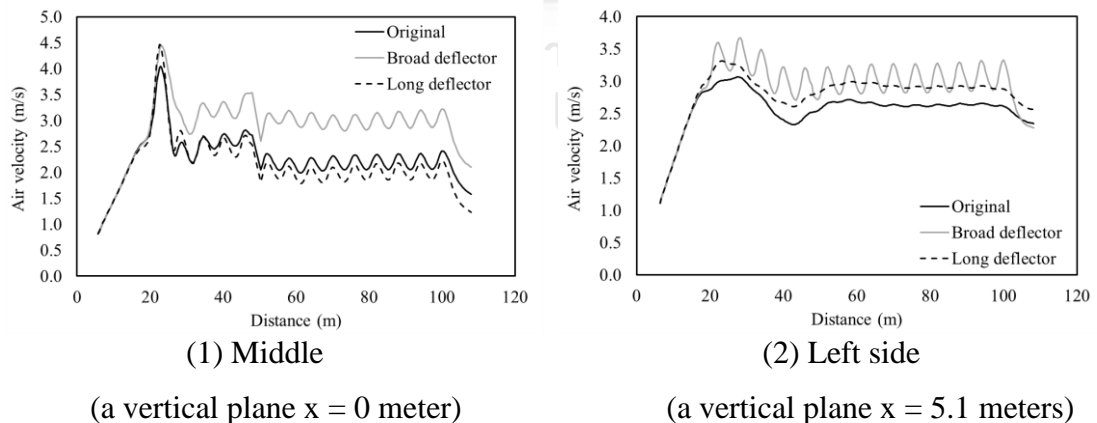 5.0
4.5
4.0
3.5
3.0
2.5
2.0
1.5
1.0
0.5
0.0
Air velocity (m/s)
Original
Broad deflector
Long deflector
0 20 40 60 80 100 120
Distance (m)
(1) Middle
(a vertical plane x = 0 meter)
4.0
3.5
3.0
2.5
2.0
1.5
1.0
0.5
0.0
Air velocity (m/s)
Original
Broad deflector
Long deflector
0 20 40 60 80 100 120
Distance (m)
(2) Left side
(a vertical plane x = 5.1 meters)